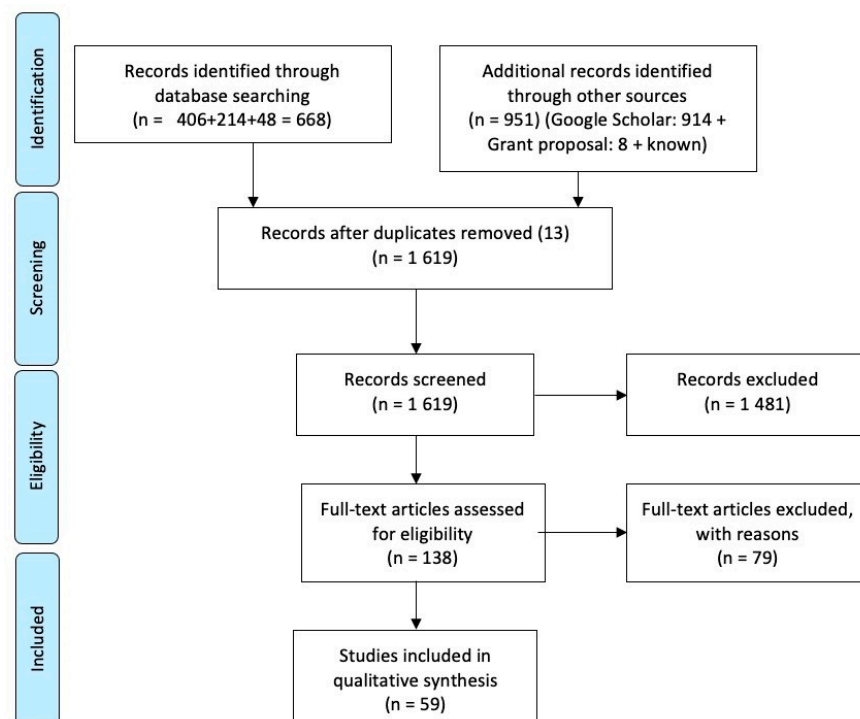 Identification
Records identified through
database searching
(n =   406+214+48 = 668)
Additional records identified
through other sources
(n = 951) (Google Scholar: 914 +
Grant proposal: 8 + known)
Screening
Records after duplicates removed (13)
(n = 1 619)
Records screened
(n = 1 619)
Records excluded
(n = 1 481)
Eligibility
Full-text articles assessed
for eligibility
(n = 138)
Full-text articles excluded,
with reasons
(n = 79)
Included
Studies included in
qualitative synthesis
(n = 59)